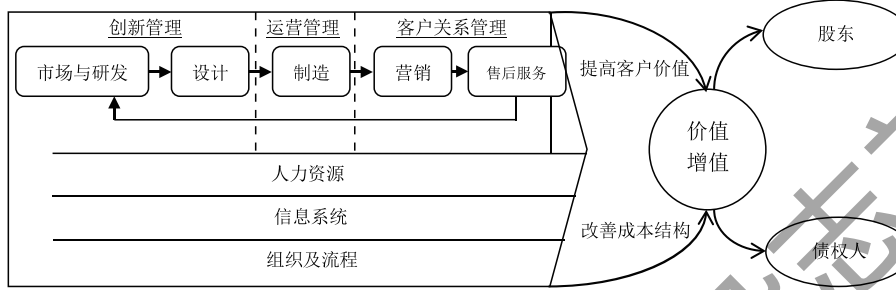 创新管理 运营管理 客户关系管理
市场与研发 设计 制造 营销 售后服务
提高客户价值
股东
价值
增值
人力资源
信息系统
改善成本结构
组织及流程
债权人